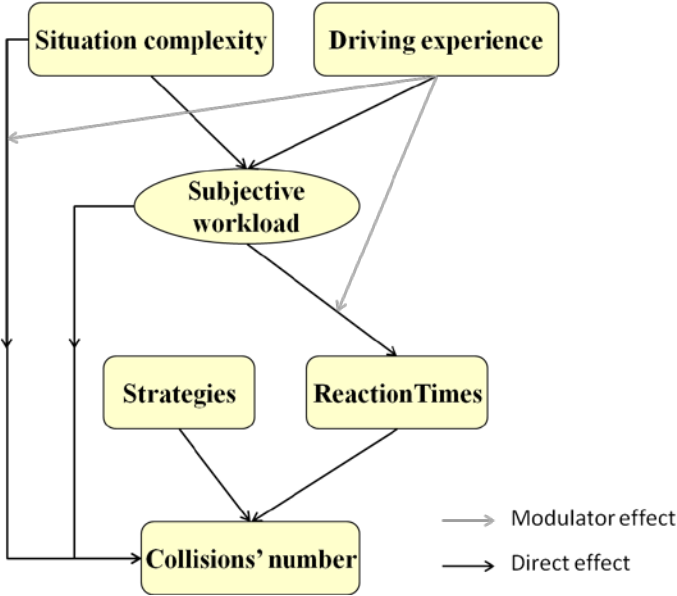 Situation complexity
Driving experience
Subjective
workload
Strategies
ReactionTimes
Collisions’ number
Modulator effect
Direct effect